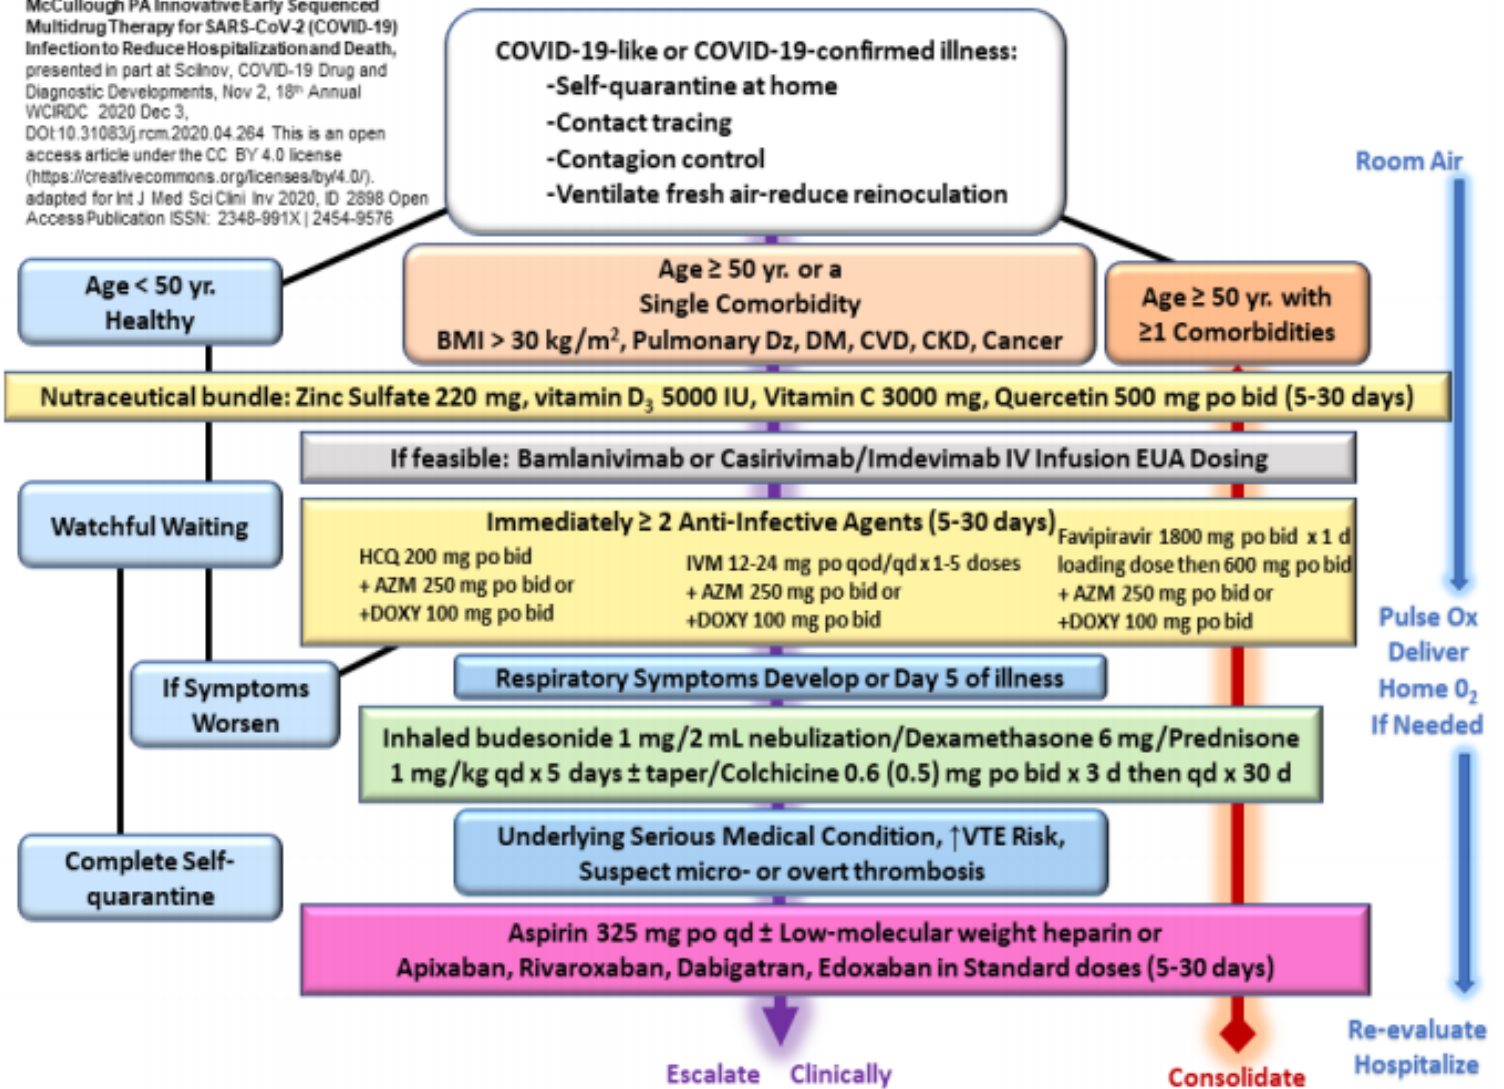 McCullough PA Innovative Early Sequenced
Multidrug Therapy for SARS-CoV-2 (COVID-19)
Infection to Reduce Hospitalization and Death,
presented in part at SciInov, COVID-19 Drug and
Diagnostic Developments, Nov 2, 18th Annual
WCIRDC 2020 Dec 3,
DOI:10.31083/j.rcm.2020.04.264 This is an open
access article under the CC BY 4.0 license
(https://creativecommons.org/licenses/by/4.0/).
adapted for Int J Med Sci Clini Inv 2020, ID 2898 Open
Access Publication ISSN: 2348-991X | 2454-9576
COVID-19-like or COVID-19-confirmed illness:
-Self-quarantine at home
-Contact tracing
-Contagion control
-Ventilate fresh air-reduce reinoculation
Room Air
Age < 50 yr.
Healthy
Age ≥ 50 yr. or a
Single Comorbidity
BMI > 30 kg/m², Pulmonary Dz, DM, CVD, CKD, Cancer
Age ≥ 50 yr. with
≥1 Comorbidities
Nutraceutical bundle: Zinc Sulfate 220 mg, vitamin D₃ 5000 IU, Vitamin C 3000 mg, Quercetin 500 mg po bid (5-30 days)
If feasible: Bamlanivimab or Casirivimab/Imdevimab IV Infusion EUA Dosing
Watchful Waiting
Immediately ≥ 2 Anti-Infective Agents (5-30 days)
HCQ 200 mg po bid
+ AZM 250 mg po bid or
+DOXY 100 mg po bid
IVM 12-24 mg po qod/qd x 1-5 doses
+ AZM 250 mg po bid or
+DOXY 100 mg po bid
Favipiravir 1800 mg po bid x 1 d
loading dose then 600 mg po bid
+ AZM 250 mg po bid or
+DOXY 100 mg po bid
Pulse Ox
Deliver
Home 0₂
If Needed
If Symptoms
Worsen
Respiratory Symptoms Develop or Day 5 of illness
Inhaled budesonide 1 mg/2 mL nebulization/Dexamethasone 6 mg/Prednisone
1 mg/kg qd x 5 days ± taper/Colchicine 0.6 (0.5) mg po bid x 3 d then qd x 30 d
Underlying Serious Medical Condition, ↑VTE Risk,
Suspect micro- or overt thrombosis
Complete Self-
quarantine
Aspirin 325 mg po qd ± Low-molecular weight heparin or
Apixaban, Rivaroxaban, Dabigatran, Edoxaban in Standard doses (5-30 days)
Escalate Clinically
Consolidate
Re-evaluate
Hospitalize